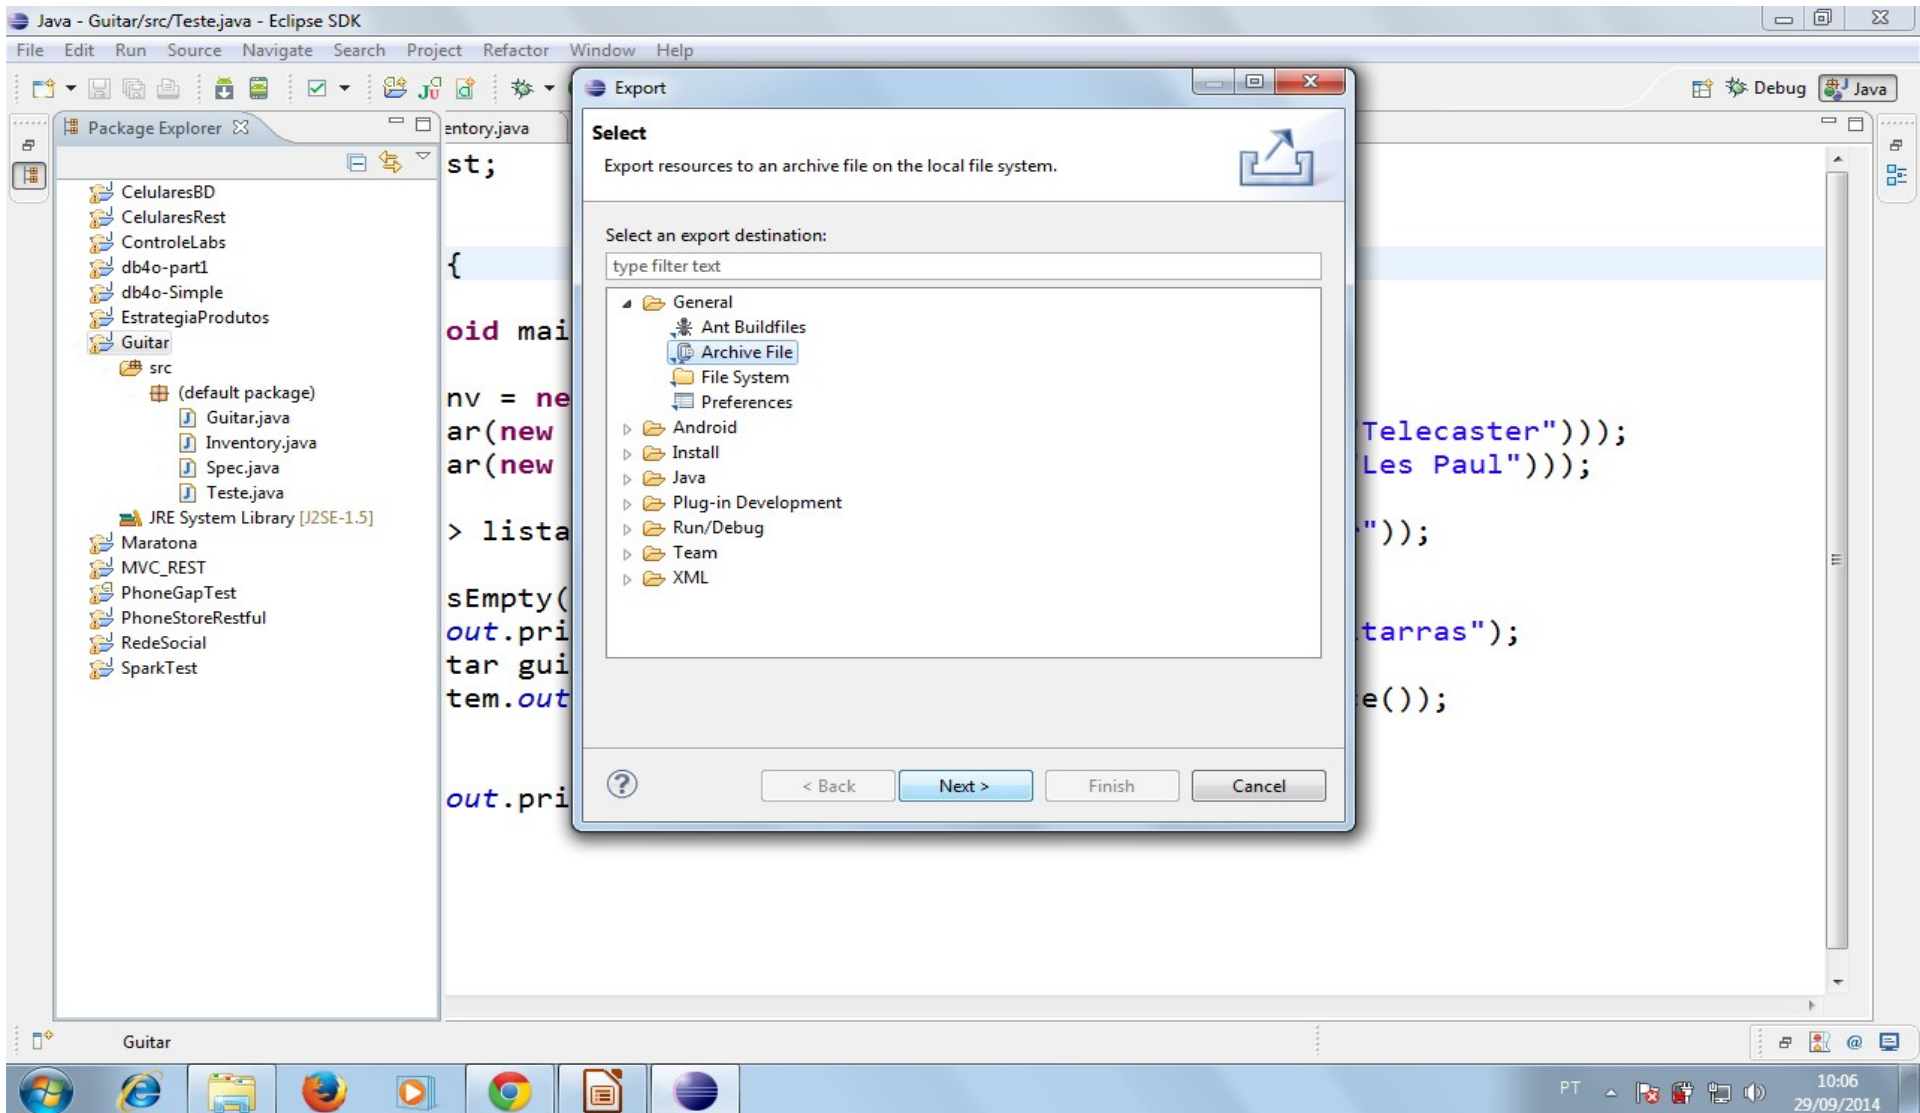 Java - Guitar/src/Teste.java - Eclipse SDK
File Edit Run Source Navigate Search Project Refactor Window Help
Debug
Java
Package Explorer
CelularesBD
CelularesRest
ControleLabs
db4o-part1
db4o-Simple
EstrategiaProdutos
Guitar
src
(default package)
Guitar.java
Inventory.java
Spec.java
Teste.java
JRE System Library [J2SE-1.5]
Maratona
MVC_REST
PhoneGapTest
PhoneStoreRestful
RedeSocial
SparkTest
entory.java
st;
{
oid mai
nv = ne
ar(new
Telecaster")));
ar(new
Les Paul")));
> lista
"));
sEmpty(
out.pri
tarras");
tar gui
tem.out
e());
out.pri
Export
Select
Export resources to an archive file on the local file system.
Select an export destination:
type filter text
General
Ant Buildfiles
Archive File
File System
Preferences
Android
Install
Java
Plug-in Development
Run/Debug
Team
XML
< Back
Next >
Finish
Cancel
Guitar
PT
10:06
29/09/2014